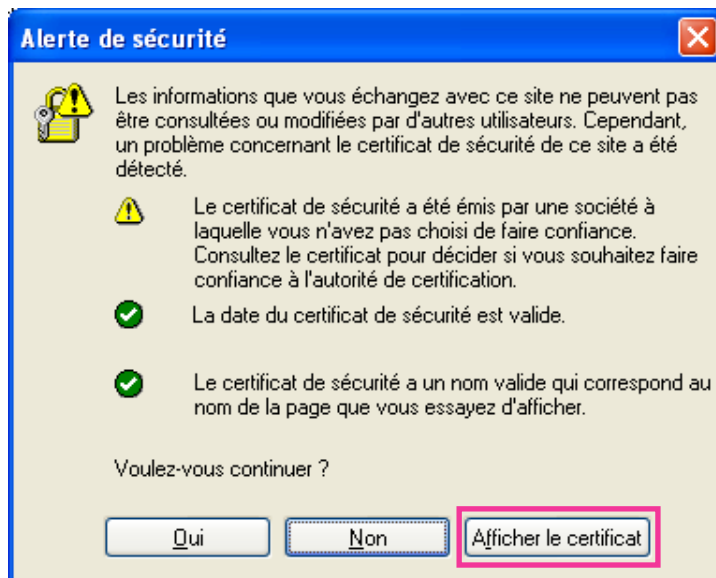 Alerte de sécurité
Les informations que vous échangez avec ce site ne peuvent pas
être consultées ou modifiées par d'autres utilisateurs. Cependant,
un problème concernant le certificat de sécurité de ce site a été
détecté.
Le certificat de sécurité a été émis par une société à
laquelle vous n'avez pas choisi de faire confiance.
Consultez le certificat pour décider si vous souhaitez faire
confiance à l'autorité de certification.
La date du certificat de sécurité est valide.
Le certificat de sécurité a un nom valide qui correspond au
nom de la page que vous essayez d'afficher.
Voulez-vous continuer ?
Oui Non Afficher le certificat